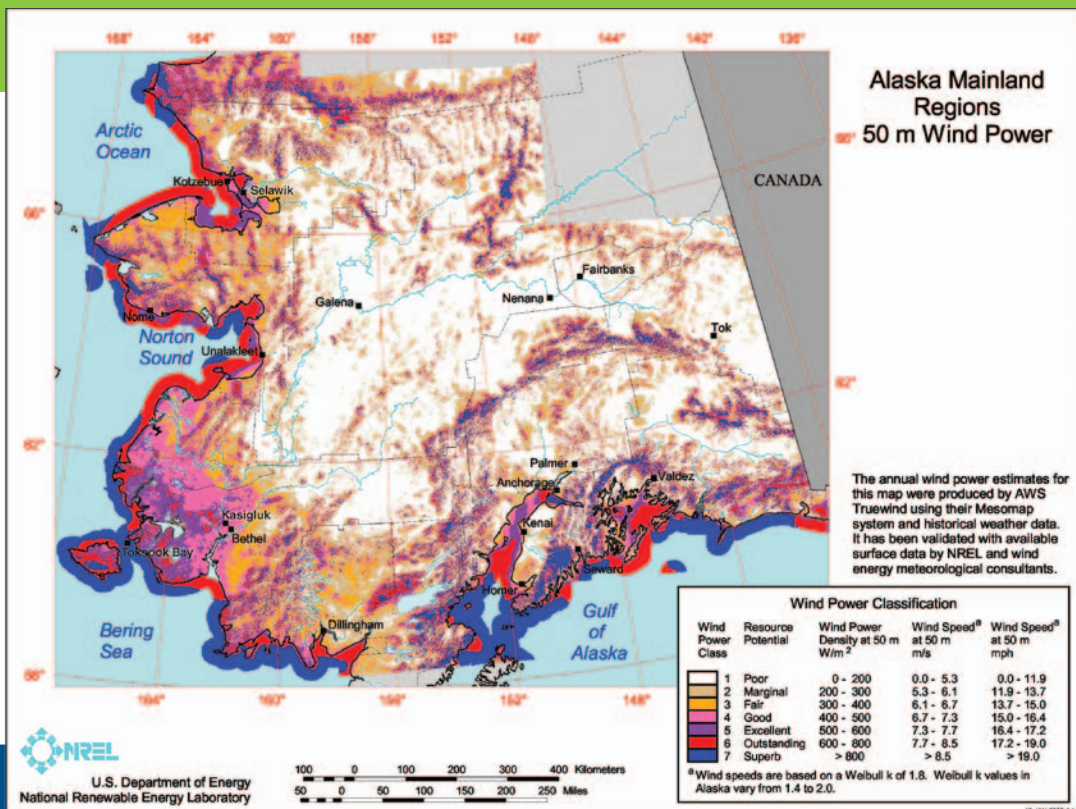 168° 164° 160° 156° 152° 148° 144° 140° 136°
Alaska Mainland
Regions
50 m Wind Power
Arctic
Ocean
CANADA
Kotzebue
Selawik
66°
Fairbanks
Nenana
Galena
Tok
Nome
Norton
Sound
Unalakleet
62°
62°
Palmer
Anchorage
Valdez
Kenai
Kasigluk
Bethel
Toksook Bay
Seward
Homer
Dillingham
Gulf
of
Alaska
Bering
Sea
164° 160° 148°
The annual wind power estimates for
this map were produced by AWS
Truewind using their Mesomap
system and historical weather data.
It has been validated with available
surface data by NREL and wind
energy meteorological consultants.
Wind Power Classification
Wind Power Class Resource Potential Wind Power Density at 50 m W/m² Wind Speedª at 50 m m/s Wind Speedª at 50 m mph
1 Poor 0 - 200 0.0 - 5.3 0.0 - 11.9
2 Marginal 200 - 300 5.3 - 6.1 11.9 - 13.7
3 Fair 300 - 400 6.1 - 6.7 13.7 - 15.0
4 Good 400 - 500 6.7 - 7.3 15.0 - 16.4
5 Excellent 500 - 600 7.3 - 7.7 16.4 - 17.2
6 Outstanding 600 - 800 7.7 - 8.5 17.2 - 19.0
7 Superb > 800 > 8.5 > 19.0
ª Wind speeds are based on a Weibull k of 1.8. Weibull k values in
Alaska vary from 1.4 to 2.0.
NREL
U.S. Department of Energy
National Renewable Energy Laboratory
100 0 100 200 300 400 Kilometers
50 0 50 100 150 200 250 Miles